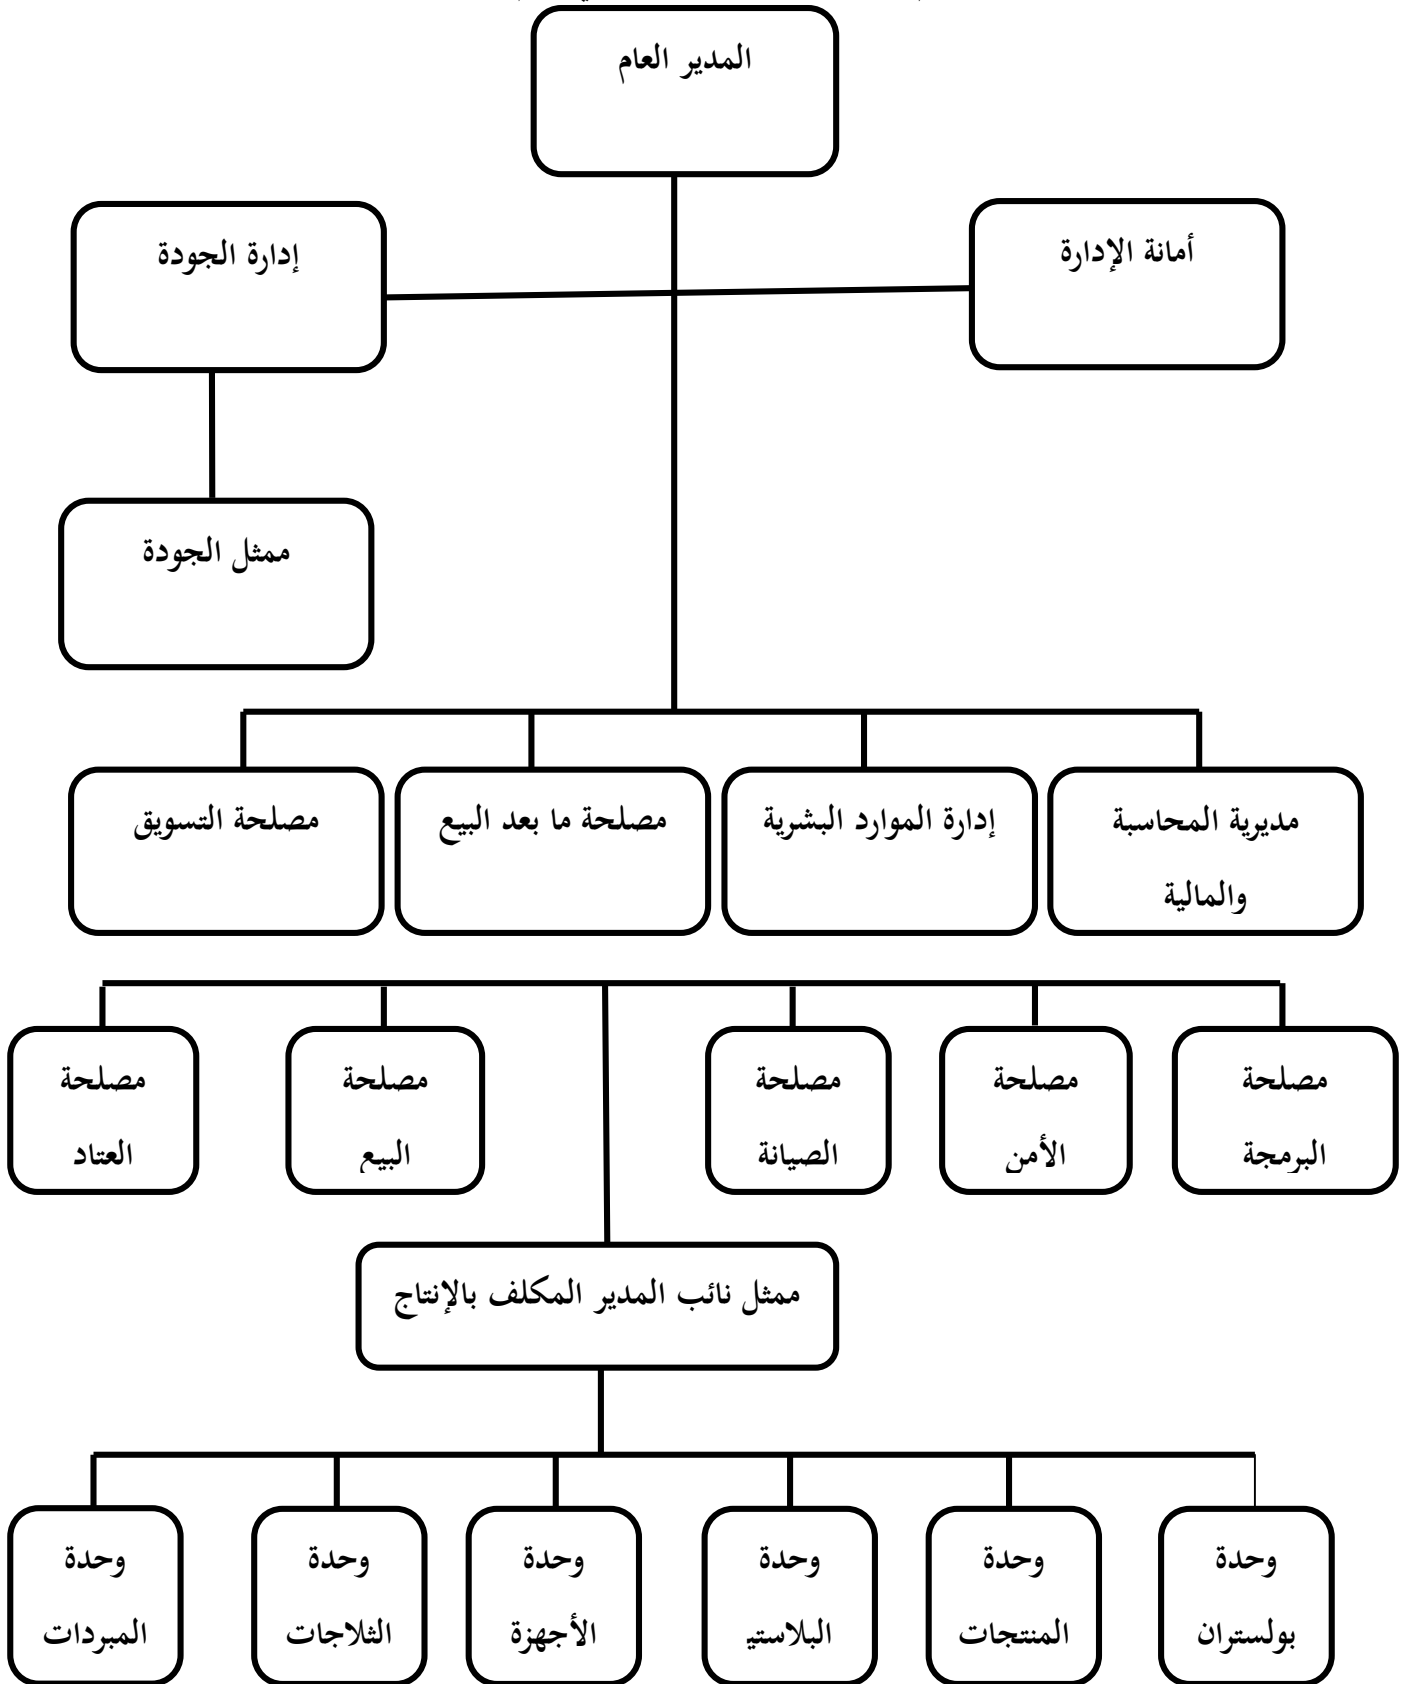 المدير العام
أمانة الإدارة
إدارة الجودة
ممثل الجودة
مديرية المحاسبة
والمالية
إدارة الموارد البشرية
مصلحة ما بعد البيع
مصلحة التسويق
مصلحة
البرمجة
مصلحة
الأمن
مصلحة
الصيانة
مصلحة
البيع
مصلحة
العتاد
ممثل نائب المدير المكلف بالإنتاج
وحدة
بولستران
وحدة
المنتجات
وحدة
البلاستي
وحدة
الأجهزة
وحدة
الثلاجات
وحدة
المبردات